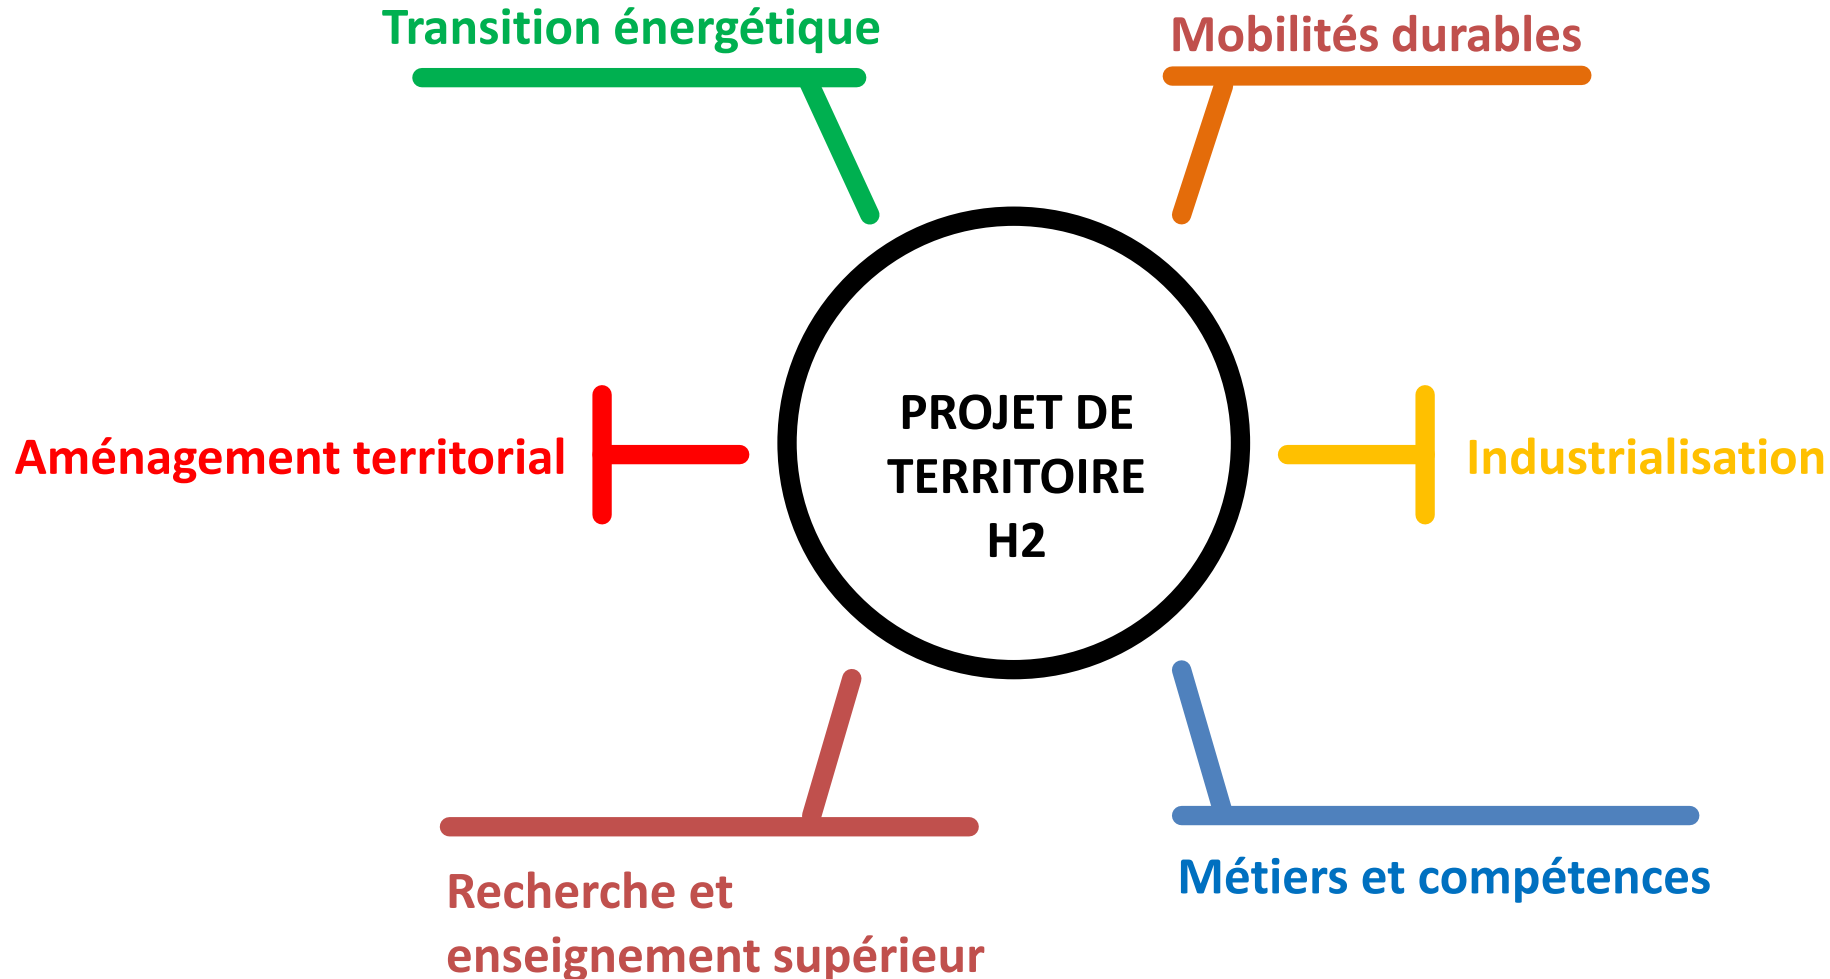 Transition énergétique
Mobilités durables
PROJET DE
TERRITOIRE
H2
Aménagement territorial
Industrialisation
Recherche et
enseignement supérieur
Métiers et compétences